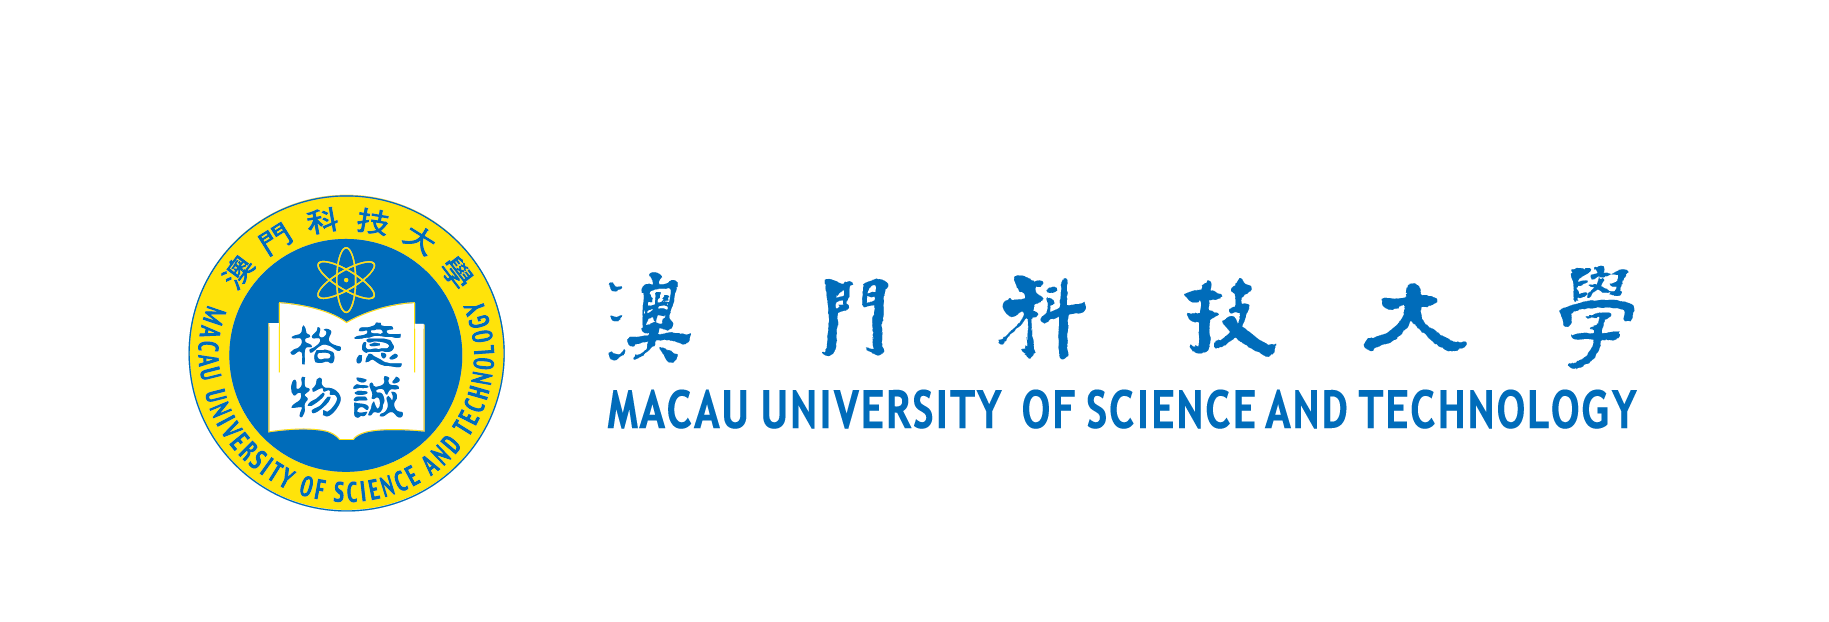 澳門科技大學
MACAU UNIVERSITY OF SCIENCE AND TECHNOLOGY
格意
物誠
澳門科技大學
MACAU UNIVERSITY OF SCIENCE AND TECHNOLOGY